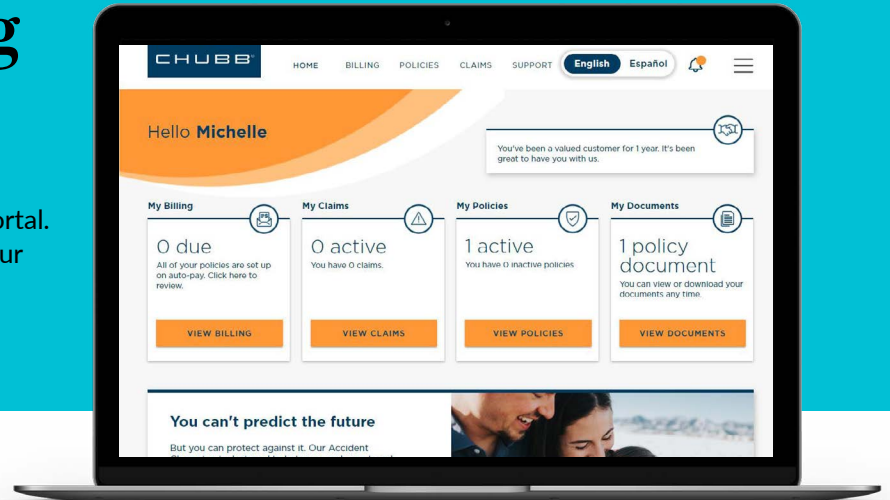 g
ortal.
ur
CHUBB®
HOME BILLING POLICIES CLAIMS SUPPORT English Español
Hello Michelle
You've been a valued customer for 1 year. It's been
great to have you with us.
My Billing
0 due
All of your policies are set up
on auto-pay. Click here to
review.
VIEW BILLING
My Claims
0 active
You have 0 claims.
VIEW CLAIMS
My Policies
1 active
You have 0 inactive policies
VIEW POLICIES
My Documents
1 policy
document
You can view or download your
documents any time.
VIEW DOCUMENTS
You can't predict the future
But you can protect against it. Our Accident